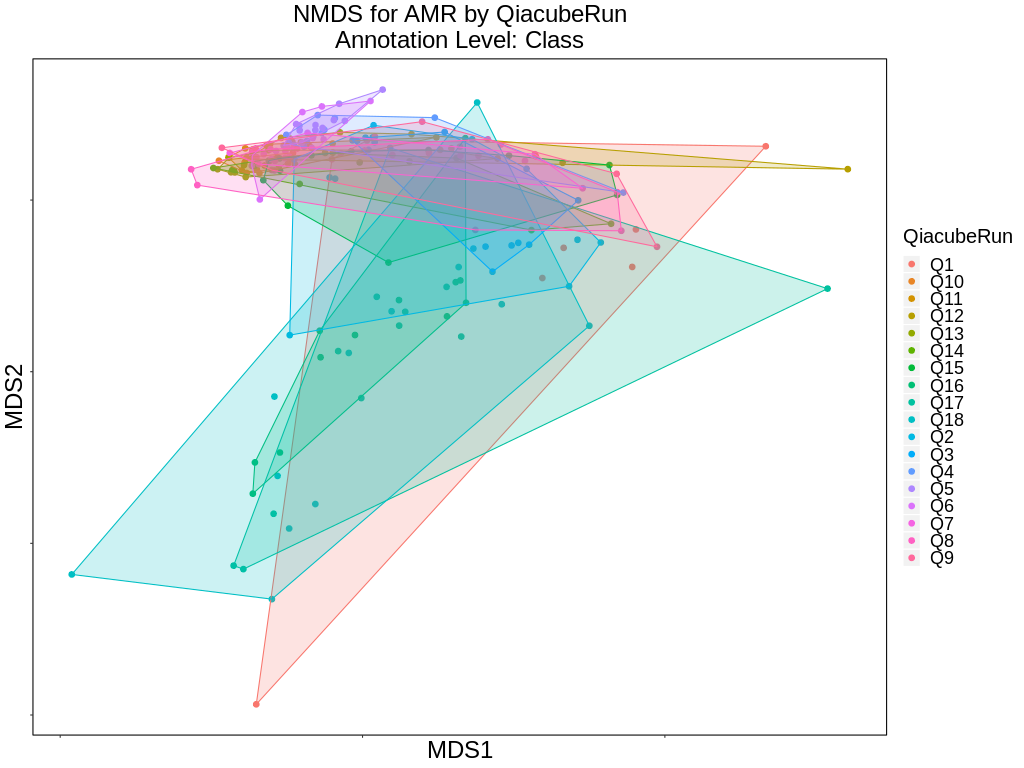 NMDS for AMR by QiacubeRun
Annotation Level: Class
MDS2
MDS1
QiacubeRun
Q1
Q10
Q11
Q12
Q13
Q14
Q15
Q16
Q17
Q18
Q2
Q3
Q4
Q5
Q6
Q7
Q8
Q9